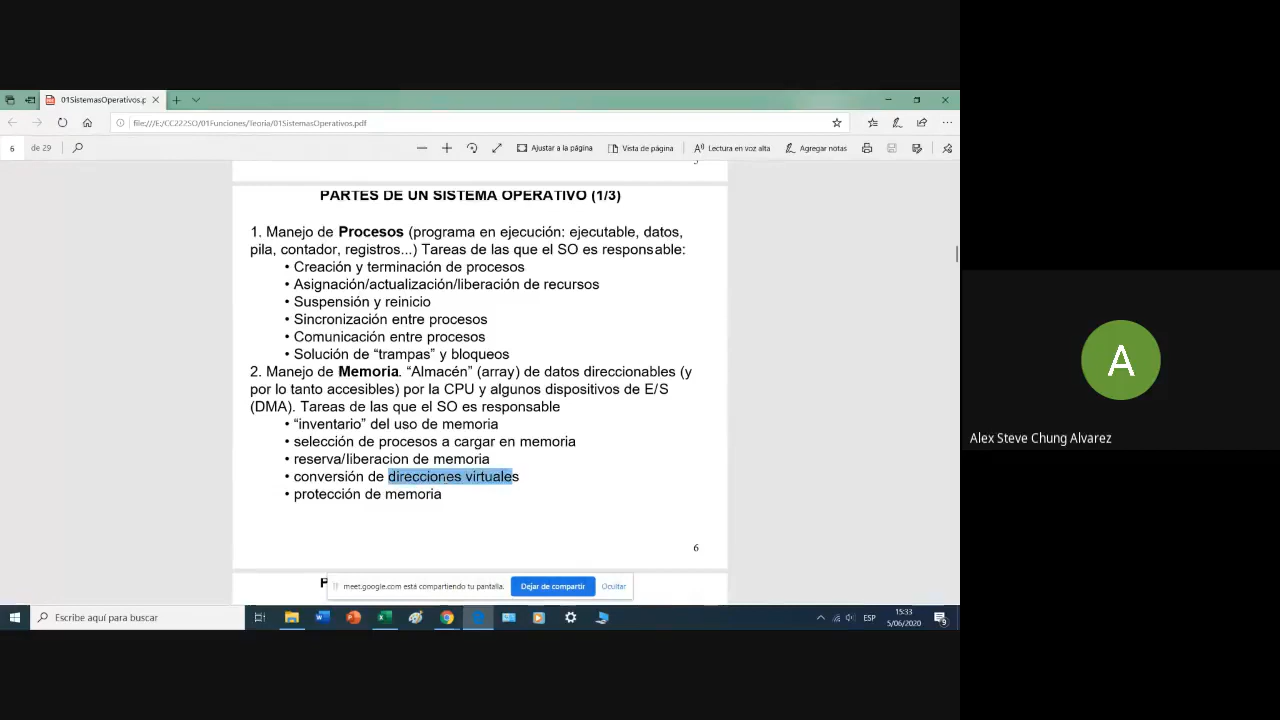 01SistemasOperativos.p
file:///E:/CC222SO/01Funciones/Teoria/01SistemasOperativos.pdf
6 de 29
Ajustar a la página
Vista de página
Lectura en voz alta
Agregar notas
PARTES DE UN SISTEMA OPERATIVO (1/3)
1. Manejo de Procesos (programa en ejecución: ejecutable, datos,
pila, contador, registros...) Tareas de las que el SO es responsable:
• Creación y terminación de procesos
• Asignación/actualización/liberación de recursos
• Suspensión y reinicio
• Sincronización entre procesos
• Comunicación entre procesos
• Solución de “trampas” y bloqueos
2. Manejo de Memoria. “Almacén” (array) de datos direccionables (y
por lo tanto accesibles) por la CPU y algunos dispositivos de E/S
(DMA). Tareas de las que el SO es responsable
• “inventario” del uso de memoria
• selección de procesos a cargar en memoria
• reserva/liberacion de memoria
• conversión de direcciones virtuales
• protección de memoria
6
meet.google.com está compartiendo tu pantalla.
Dejar de compartir
Ocultar
Escribe aquí para buscar
ESP
15:33
5/06/2020
A
Alex Steve Chung Alvarez